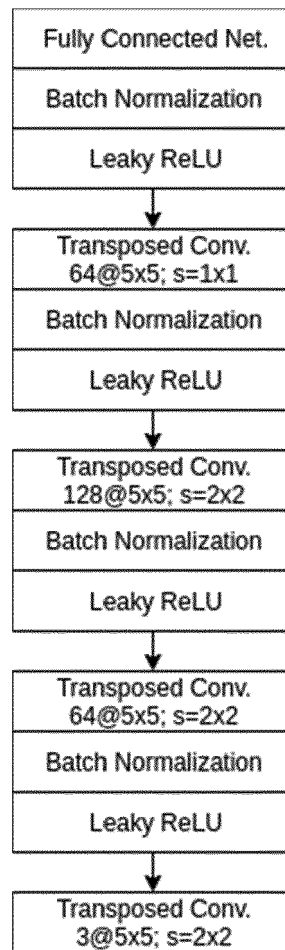 Fully Connected Net.
Batch Normalization
Leaky ReLU
Transposed Conv.
64@5x5; s=1x1
Batch Normalization
Leaky ReLU
Transposed Conv.
128@5x5; s=2x2
Batch Normalization
Leaky ReLU
Transposed Conv.
64@5x5; s=2x2
Batch Normalization
Leaky ReLU
Transposed Conv.
3@5x5; s=2x2